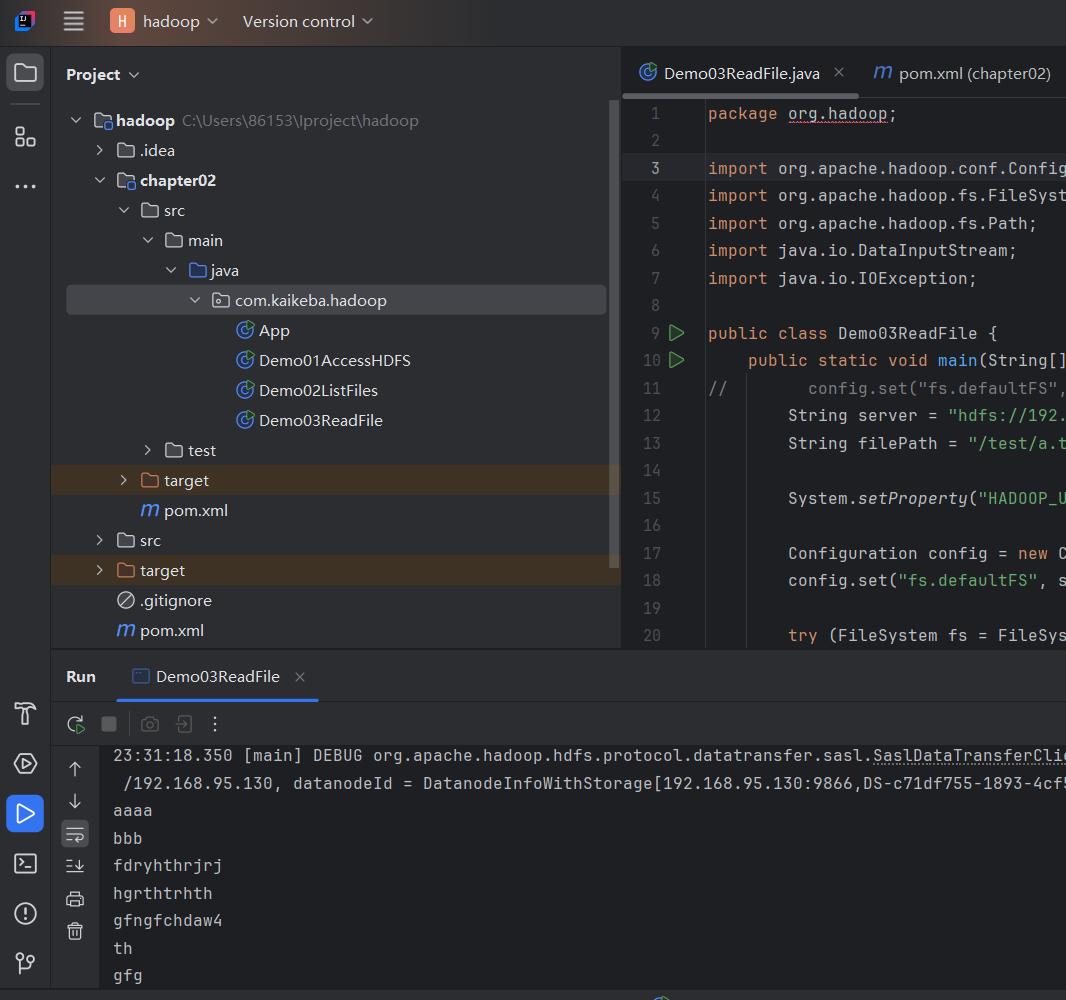 H hadoop Version control
Project
hadoop C:\Users\86153\Iproject\hadoop
.idea
chapter02
src
main
java
com.kaikeba.hadoop
App
Demo01AccessHDFS
Demo02ListFiles
Demo03ReadFile
test
target
m pom.xml
src
target
.gitignore
m pom.xml
Demo03ReadFile.java m pom.xml (chapter02)
1 package org.hadoop;
2
3 import org.apache.hadoop.conf.Config
4 import org.apache.hadoop.fs.FileSyst
5 import org.apache.hadoop.fs.Path;
6 import java.io.DataInputStream;
7 import java.io.IOException;
8
9 public class Demo03ReadFile {
10 public static void main(String[]
11 // config.set("fs.defaultFS",
12 String server = "hdfs://192.
13 String filePath = "/test/a.t
14
15 System.setProperty("HADOOP_U
16
17 Configuration config = new C
18 config.set("fs.defaultFS", s
19
20 try (FileSystem fs = FileSys
Run Demo03ReadFile
23:31:18.350 [main] DEBUG org.apache.hadoop.hdfs.protocol.datatransfer.sasl.SaslDataTransferClie
/192.168.95.130, datanodeId = DatanodeInfoWithStorage[192.168.95.130:9866,DS-c71df755-1893-4cf5
aaaa
bbb
fdryhthrjrj
hgrthtrhth
gfngfchdaw4
th
gfg